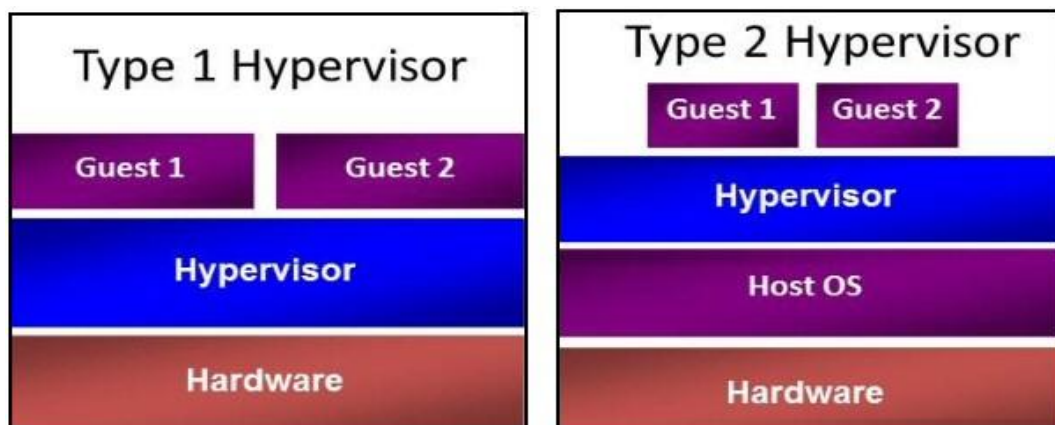 Type 1 Hypervisor
Guest 1
Guest 2
Hypervisor
Hardware
Type 2 Hypervisor
Guest 1
Guest 2
Hypervisor
Host OS
Hardware